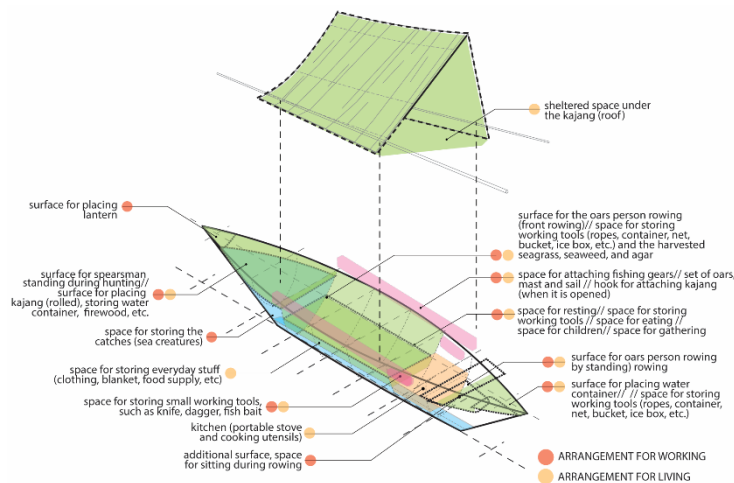 sheltered space under
the kajang (roof)
surface for placing
lantern
surface for the oars person rowing
(front rowing)// space for storing
working tools (ropes, container, net,
bucket, ice box, etc.) and the harvested
seagrass, seaweed, and agar
surface for spearsman
standing during hunting//
surface for placing
kajang (rolled), storing water
container, firewood, etc.
space for attaching fishing gears// set of oars,
mast and sail // hook for attaching kajang
(when it is opened)
space for storing the
catches (sea creatures)
space for resting// space for storing
working tools // space for eating //
space for children// space for gathering
space for storing everyday stuff
(clothing, blanket, food supply, etc)
surface for oars person rowing
by standing) rowing
space for storing small working tools,
such as knife, dagger, fish bait
surface for placing water
container// // space for storing
working tools (ropes, container,
net, bucket, ice box, etc.)
kitchen (portable stove
and cooking utensils)
additional surface, space
for sitting during rowing
ARRANGEMENT FOR WORKING
ARRANGEMENT FOR LIVING